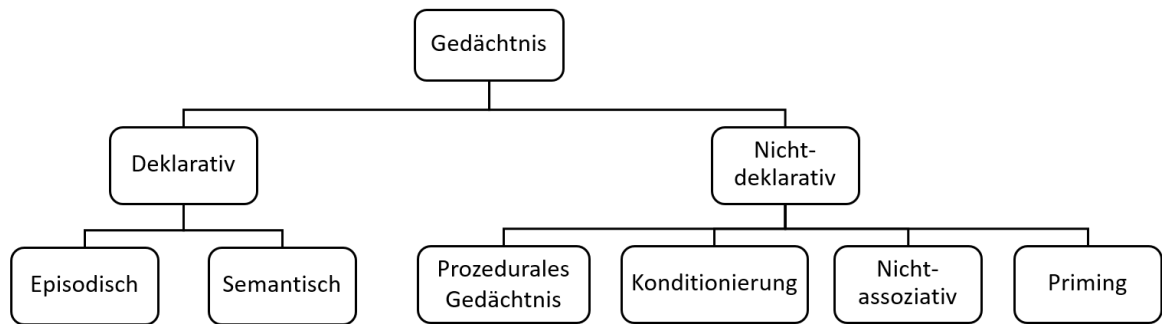 Gedächtnis
Deklarativ
Nicht-
deklarativ
Episodisch
Semantisch
Prozedurales
Gedächtnis
Konditionierung
Nicht-
assoziativ
Priming